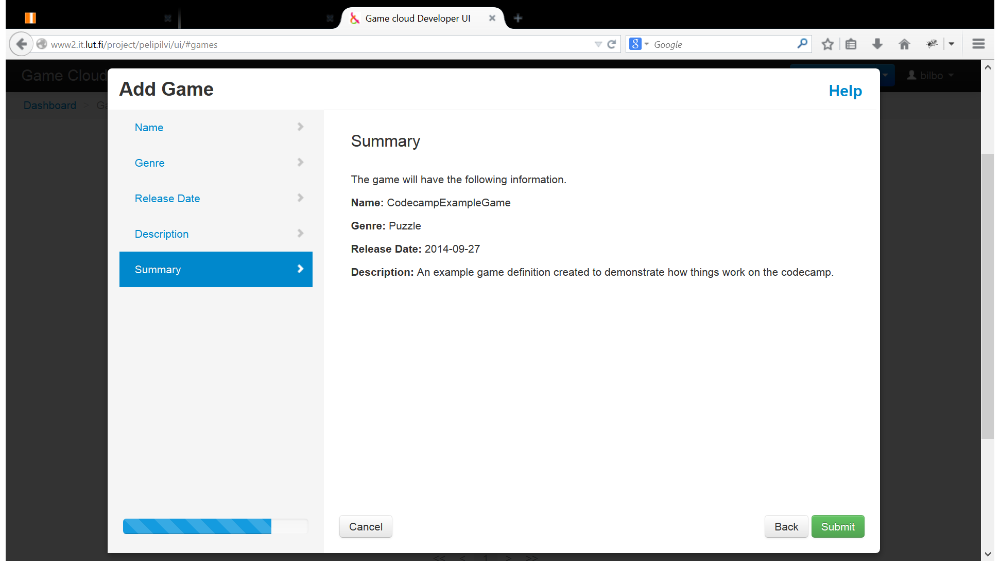 Game cloud Developer UI
www2.it.lut.fi/project/pelipilvi/ui/#games
8 Google
Game Cloud
bilbo
Dashboard >
Add Game
Help
Name
Genre
Release Date
Description
Summary
Summary
The game will have the following information.
Name: CodecampExampleGame
Genre: Puzzle
Release Date: 2014-09-27
Description: An example game definition created to demonstrate how things work on the codecamp.
Cancel
Back
Submit
<< < 1 > >>